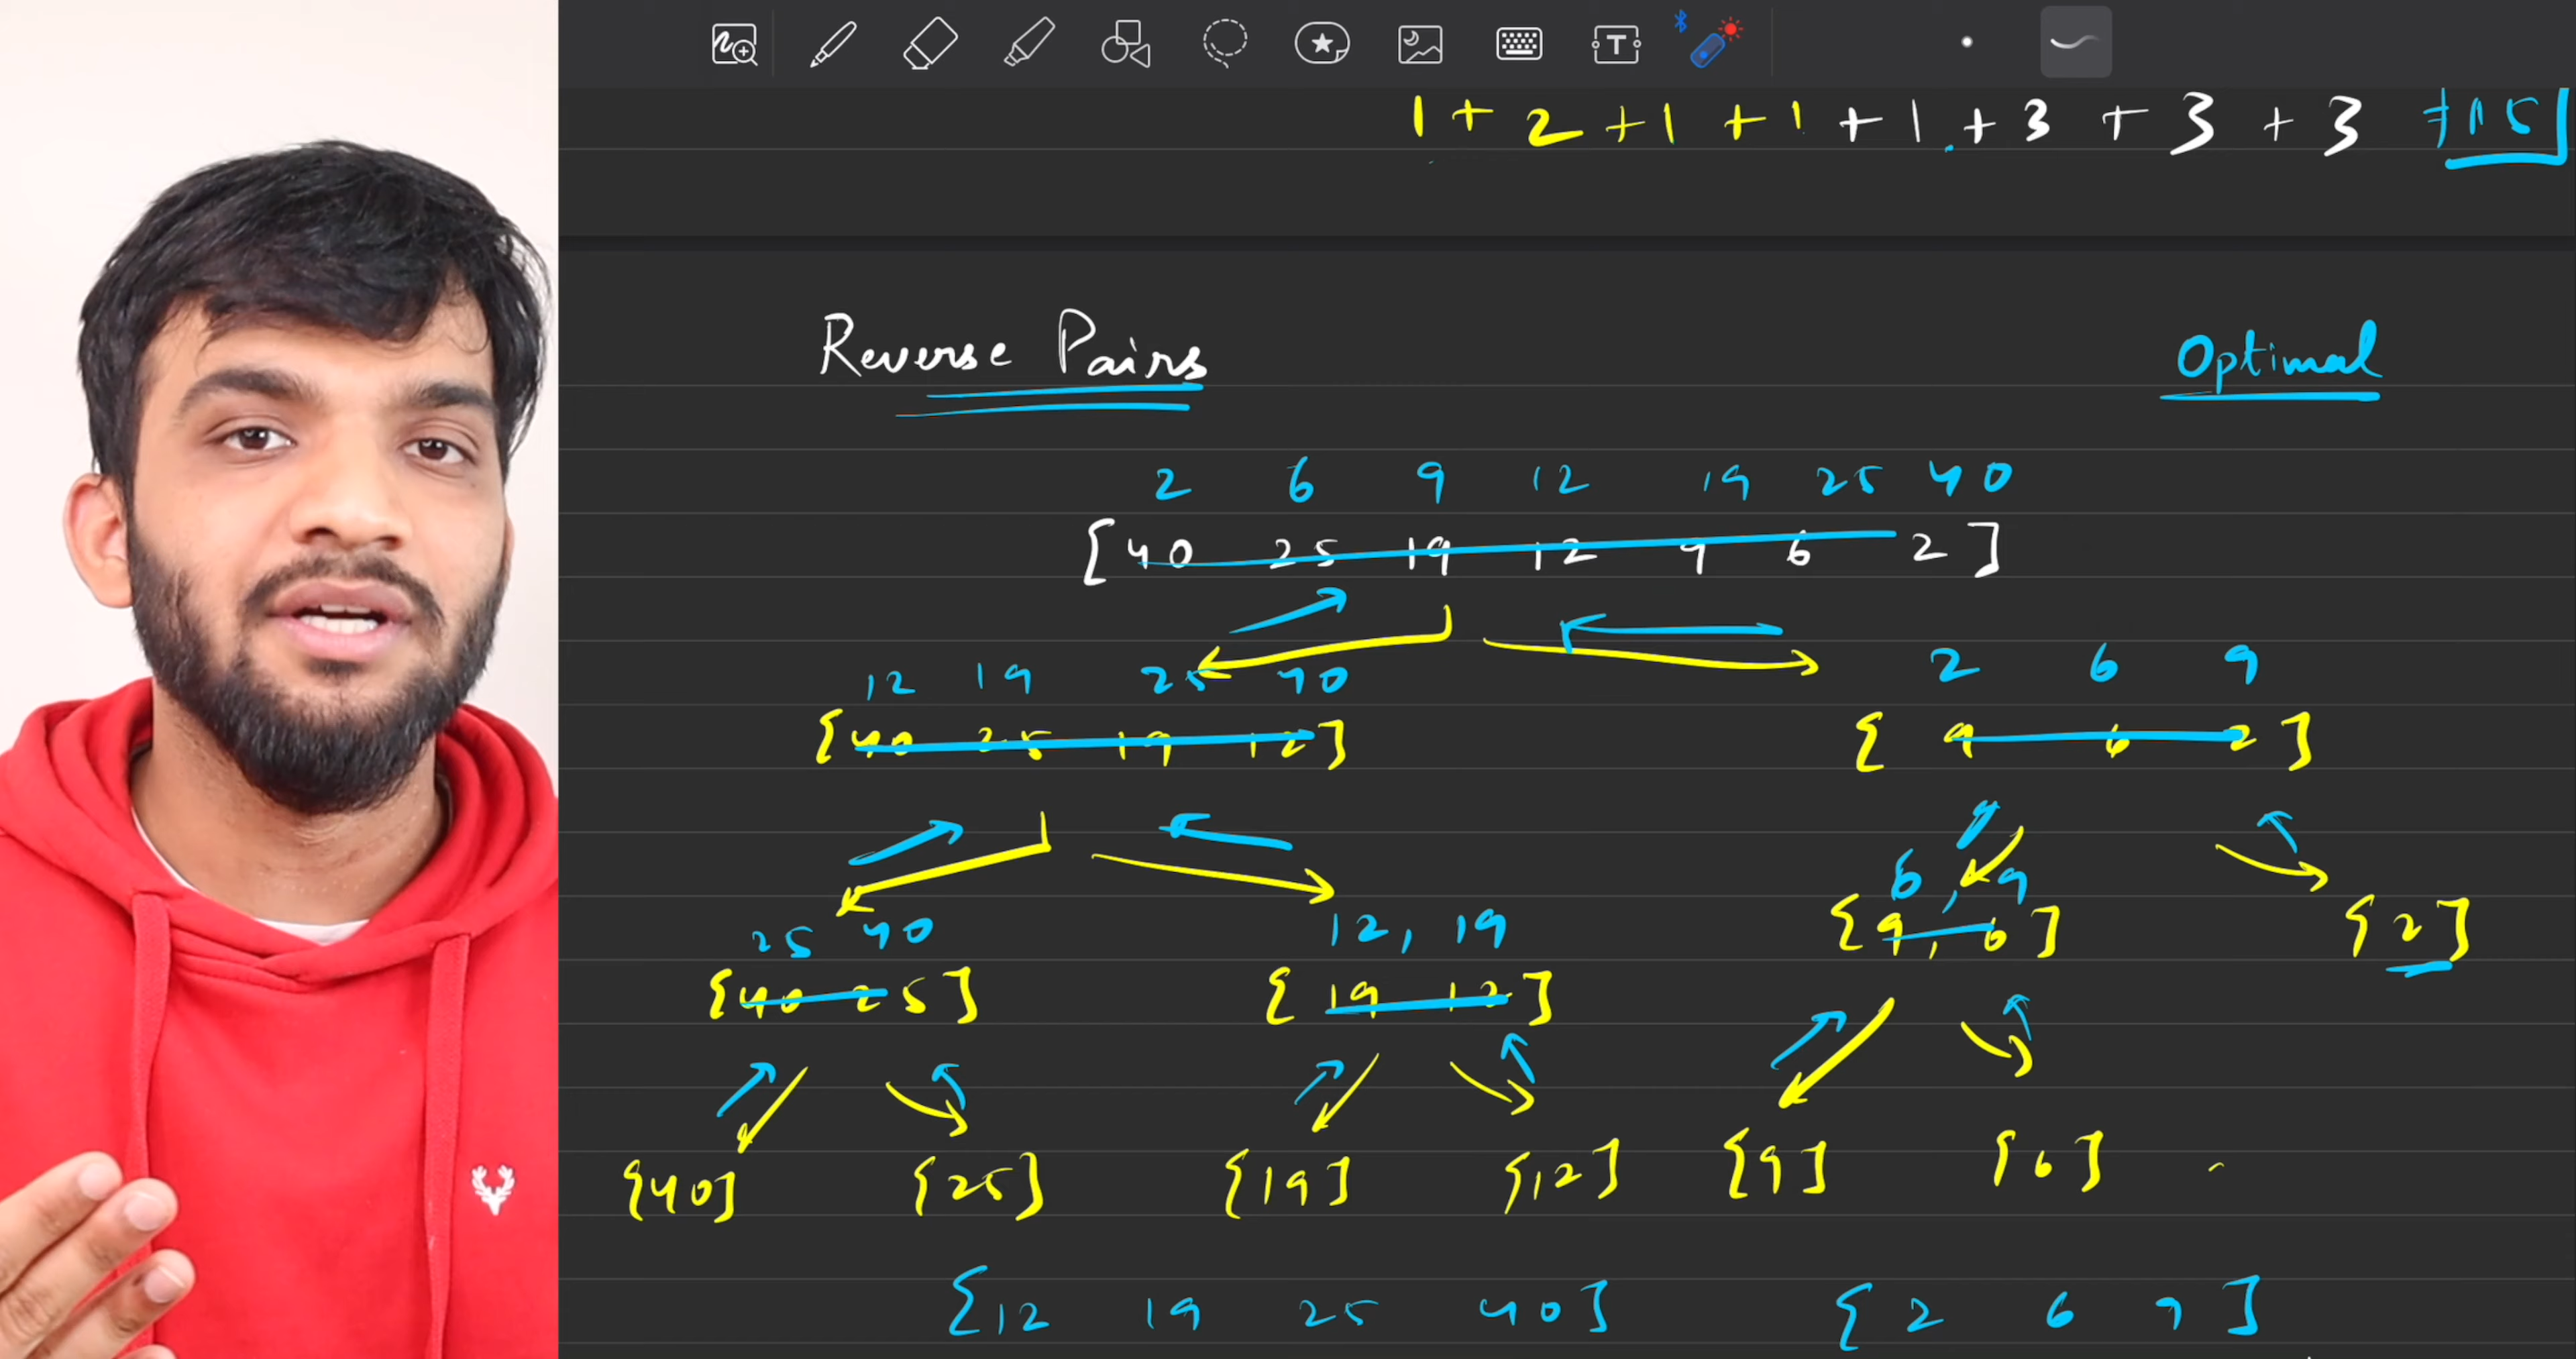 1 + 2 + 1 + 1 + 1 + 3 + 3 + 3 = 15
Reverse Pairs
Optimal
2 6 9 12 19 25 40
[40 25 19 12 9 6 2]
12 19 25 40
2 6 9
[40 25 19 12]
[9 6 2]
25 40
12, 19
6, 9
[40 25]
[19 12]
[9, 6]
[2]
[40]
[25]
[19]
[12]
[9]
[6]
[12 19 25 40]
[2 6 9]